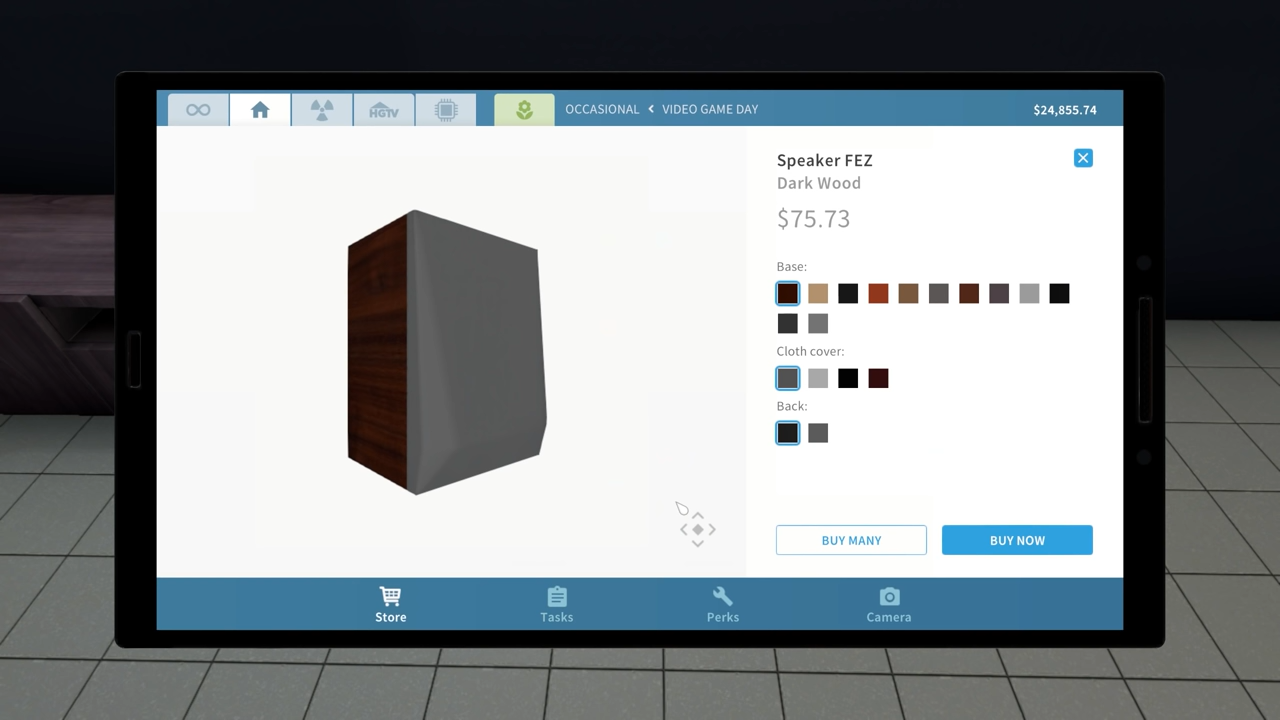 HGTV
OCCASIONAL < VIDEO GAME DAY
$24,855.74
Speaker FEZ
Dark Wood
$75.73
Base:
Cloth cover:
Back:
BUY MANY
BUY NOW
Store
Tasks
Perks
Camera